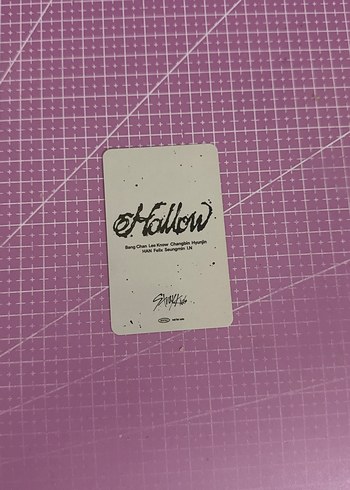 Hallow
Bang Chan Lee Know Changbin Hyunjin
HAN Felix Seungmin I.N
Stray Kids